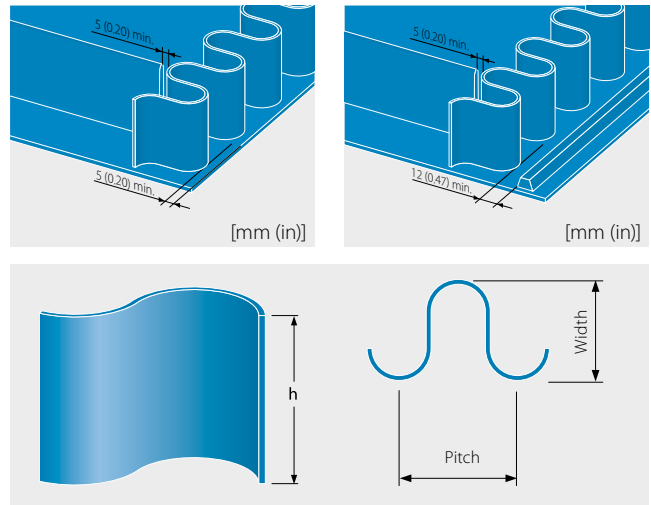 5 (0.20) min.
5 (0.20) min.
[mm (in)]
5 (0.20) min.
12 (0.47) min.
[mm (in)]
h
Width
Pitch